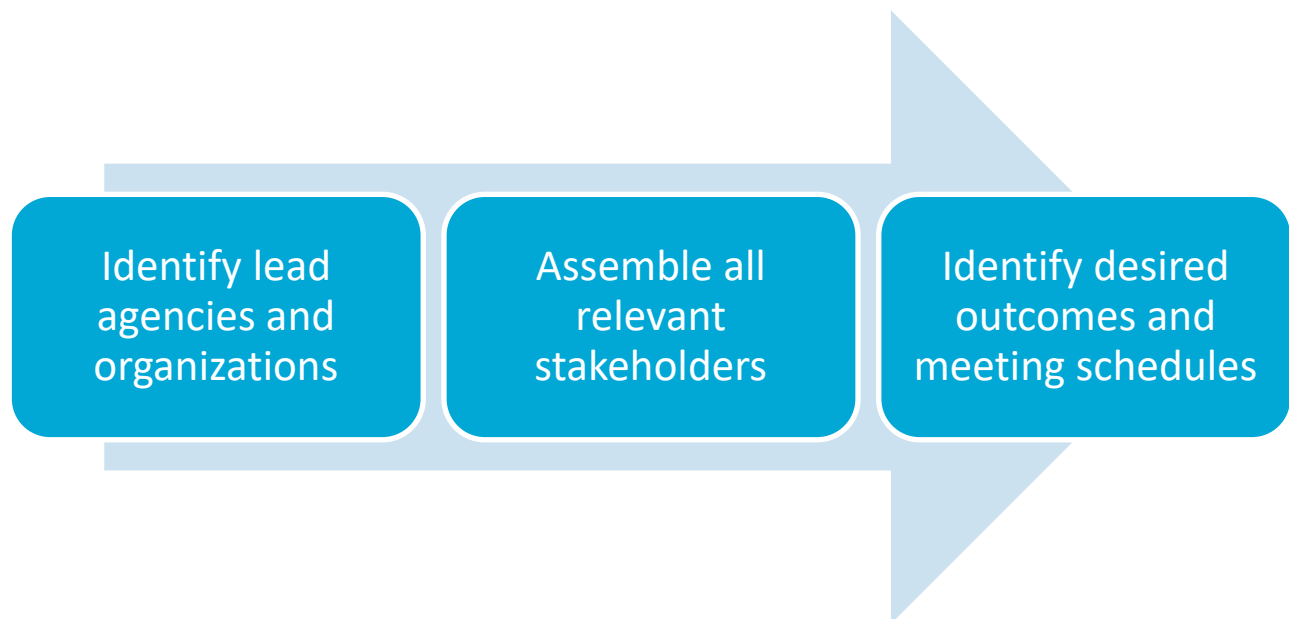 Identify lead
agencies and
organizations
Assemble all
relevant
stakeholders
Identify desired
outcomes and
meeting schedules